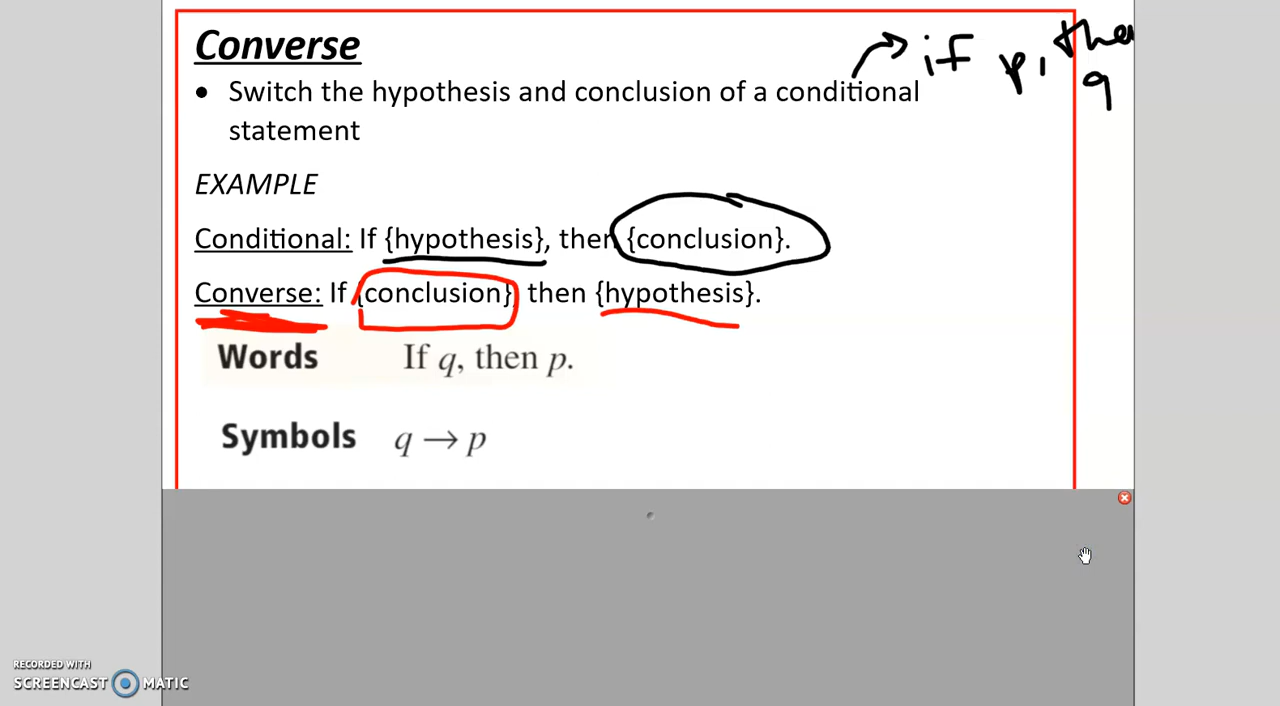 Converse
if p, the
q
• Switch the hypothesis and conclusion of a conditional
statement
EXAMPLE
Conditional: If {hypothesis}, then {conclusion}.
Converse: If {conclusion} then {hypothesis}.
Words If q, then p.
Symbols q → p
RECORDED WITH
SCREENCAST MATIC